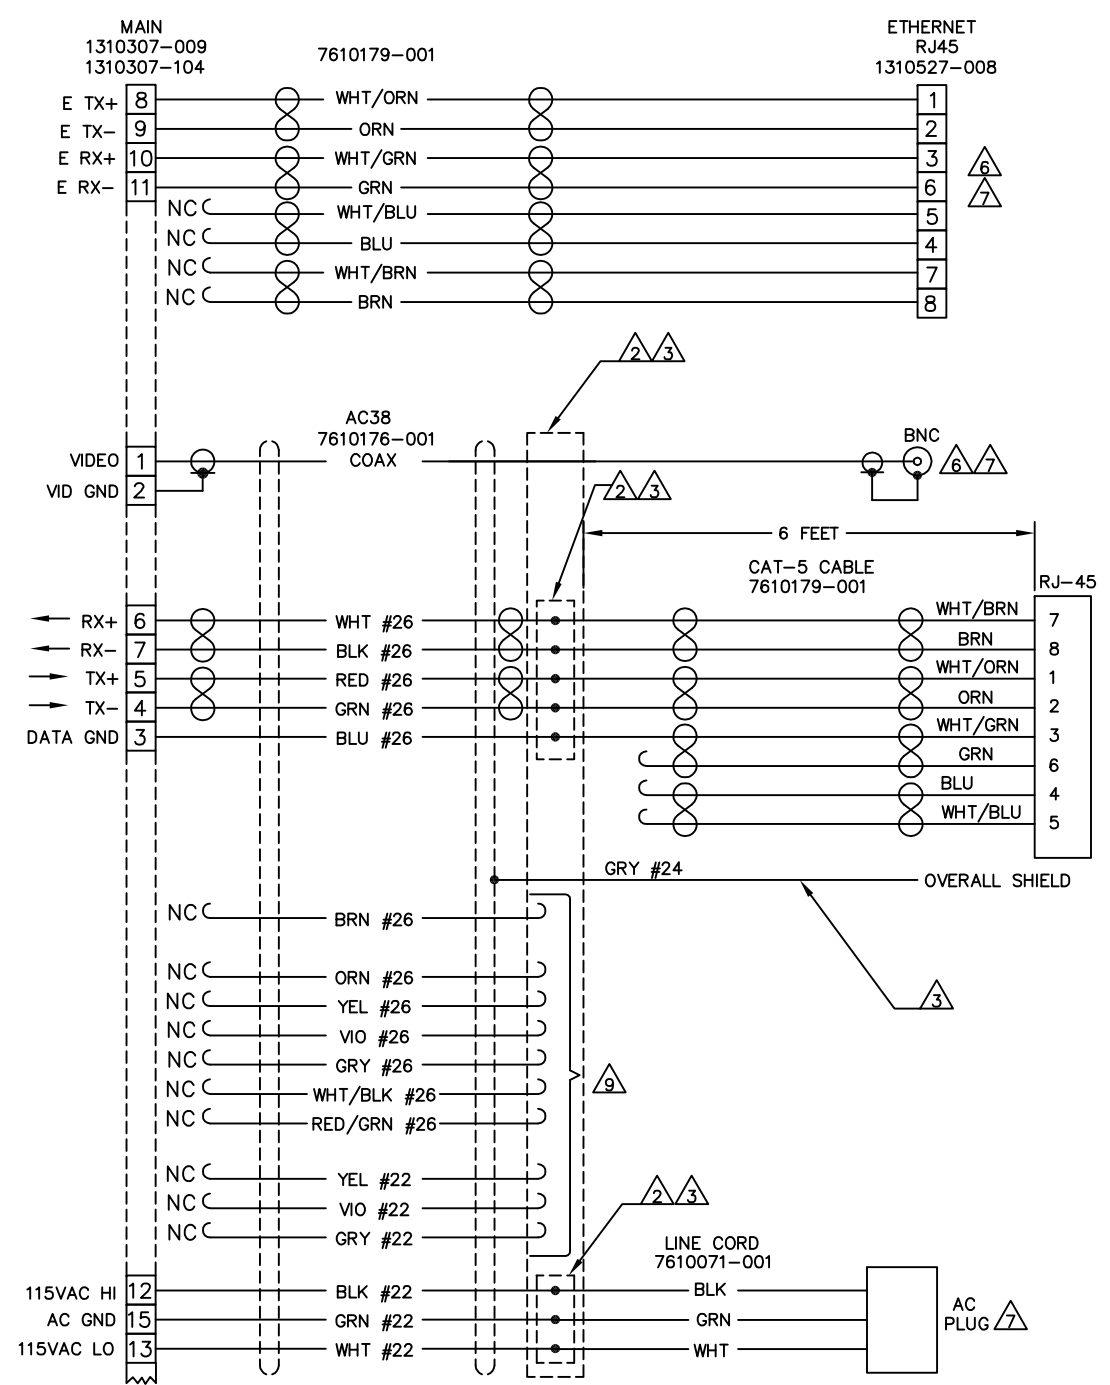 MAIN
1310307-009
1310307-104
7610179-001
ETHERNET
RJ45
1310527-008
E TX+ 8 WHT/ORN 1
E TX- 9 ORN 2
E RX+ 10 WHT/GRN 3 6
E RX- 11 GRN 6 7
NC WHT/BLU 5
NC BLU 4
NC WHT/BRN 7
NC BRN 8
2 3
AC38
7610176-001
BNC
VIDEO 1 COAX 6 7
VID GND 2
2 3
6 FEET
CAT-5 CABLE
7610179-001
RJ-45
RX+ 6 WHT #26 WHT/BRN 7
RX- 7 BLK #26 BRN 8
TX+ 5 RED #26 WHT/ORN 1
TX- 4 GRN #26 ORN 2
DATA GND 3 BLU #26 WHT/GRN 3
GRN 6
BLU 4
WHT/BLU 5
GRY #24 OVERALL SHIELD
NC BRN #26
NC ORN #26
NC YEL #26
3
NC VIO #26
NC GRY #26
9
NC WHT/BLK #26
NC RED/GRN #26
NC YEL #22
2 3
NC VIO #22
NC GRY #22
LINE CORD
7610071-001
115VAC HI 12 BLK #22 BLK
AC GND 15 GRN #22 GRN
AC
PLUG 7
115VAC LO 13 WHT #22 WHT